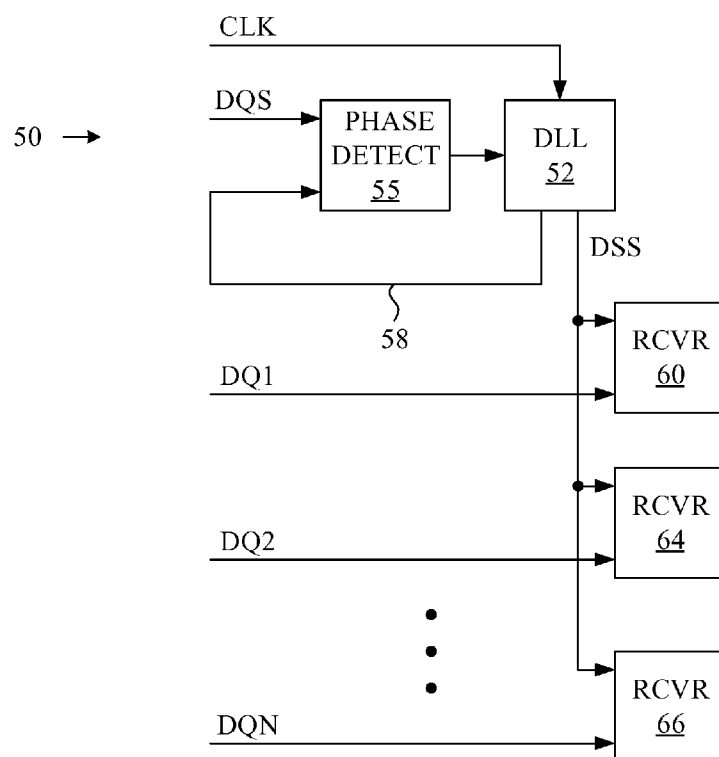 CLK
DQS
50
PHASE
DETECT
55
DLL
52
DSS
58
RCVR
60
DQ1
RCVR
64
DQ2
RCVR
66
DQN